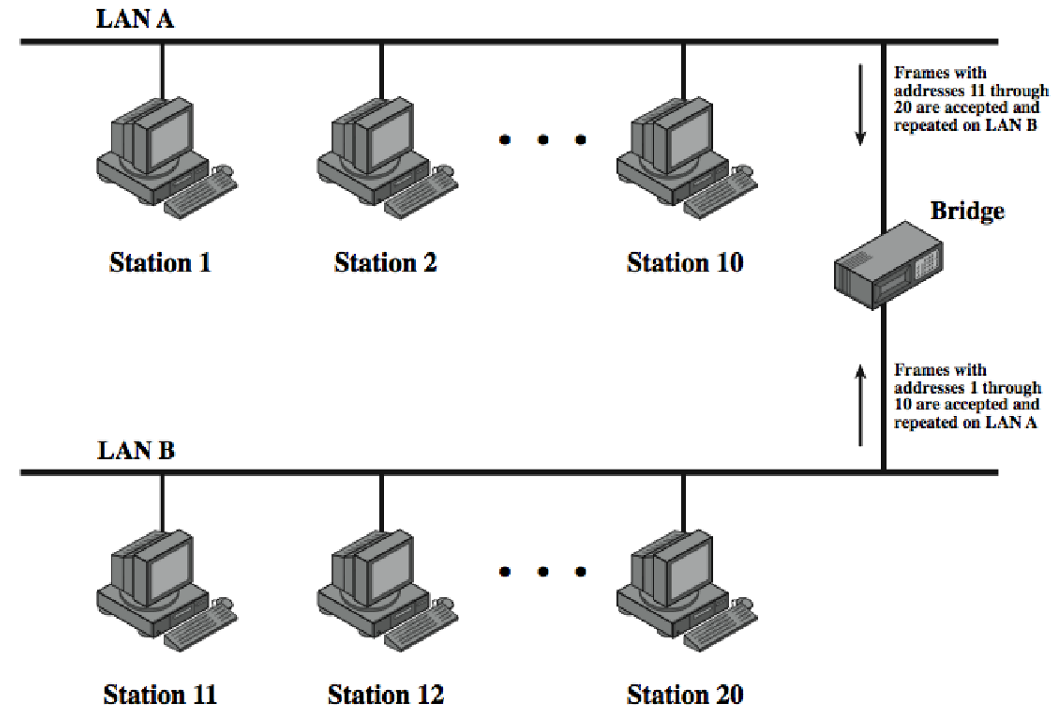 LAN A
Frames with
addresses 11 through
20 are accepted and
repeated on LAN B
Bridge
Station 1
Station 2
Station 10
Frames with
addresses 1 through
10 are accepted and
repeated on LAN A
LAN B
Station 11
Station 12
Station 20